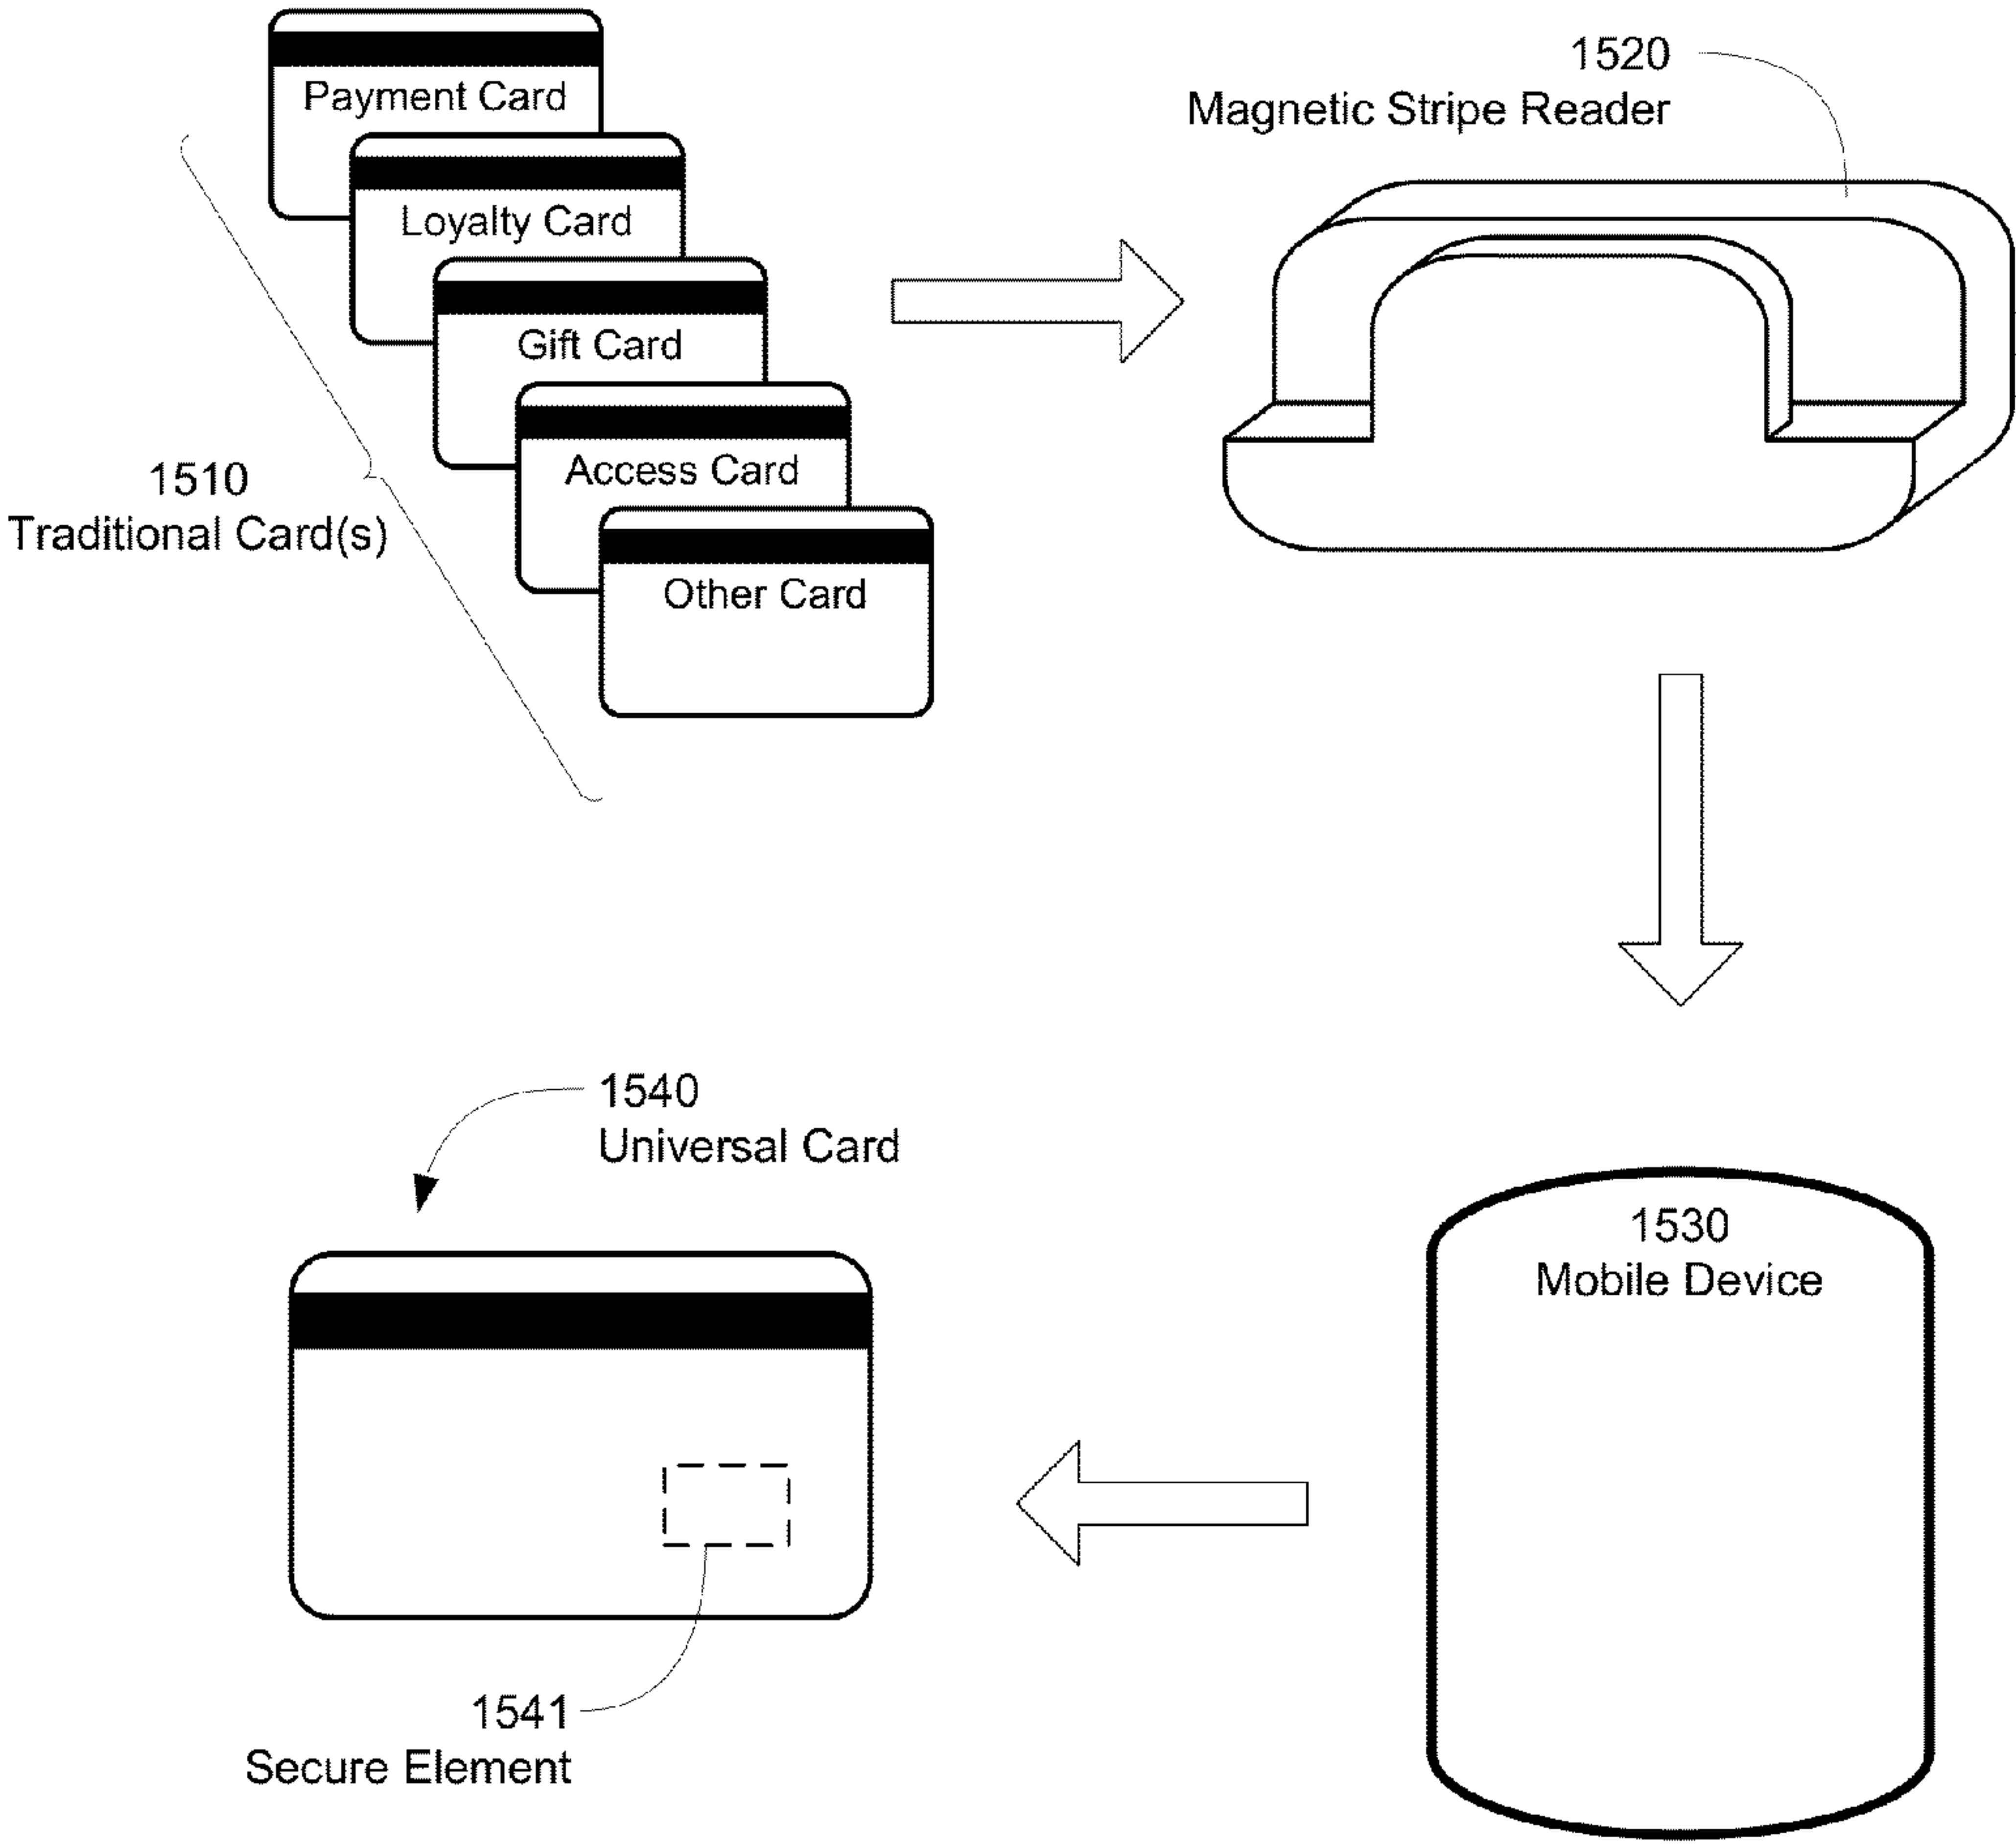 Payment Card
Loyalty Card
Gift Card
Access Card
Other Card
1510
Traditional Card(s)
1520
Magnetic Stripe Reader
1530
Mobile Device
1540
Universal Card
1541
Secure Element